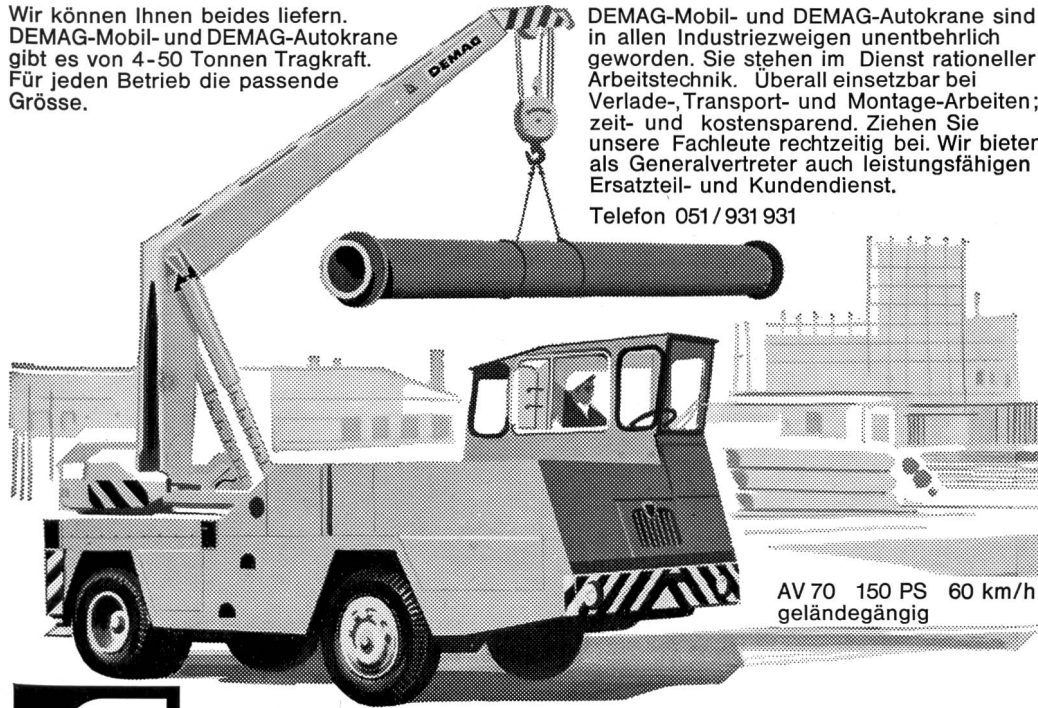 Wir können Ihnen beides liefern.
DEMAG-Mobil- und DEMAG-Autokrane
gibt es von 4-50 Tonnen Tragkraft.
Für jeden Betrieb die passende
Grösse.
DEMAG
DEMAG-Mobil- und DEMAG-Autokrane sind
in allen Industriezweigen unentbehrlich
geworden. Sie stehen im Dienst rationeller
Arbeitstechnik. Überall einsetzbar bei
Verlade-, Transport- und Montage-Arbeiten;
zeit- und kostensparend. Ziehen Sie
unsere Fachleute rechtzeitig bei. Wir bieten
als Generalvertreter auch leistungsfähigen
Ersatzteil- und Kundendienst.
Telefon 051/931 931
AV 70 150 PS 60 km/h
geländegängig